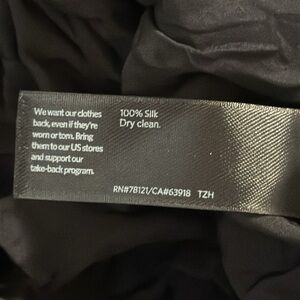 We want our clothes
back, even if they're
worn or torn. Bring
them to our US stores
and support our
take-back program.
100% Silk
Dry clean.
RN#78121/CA#63918 TZH